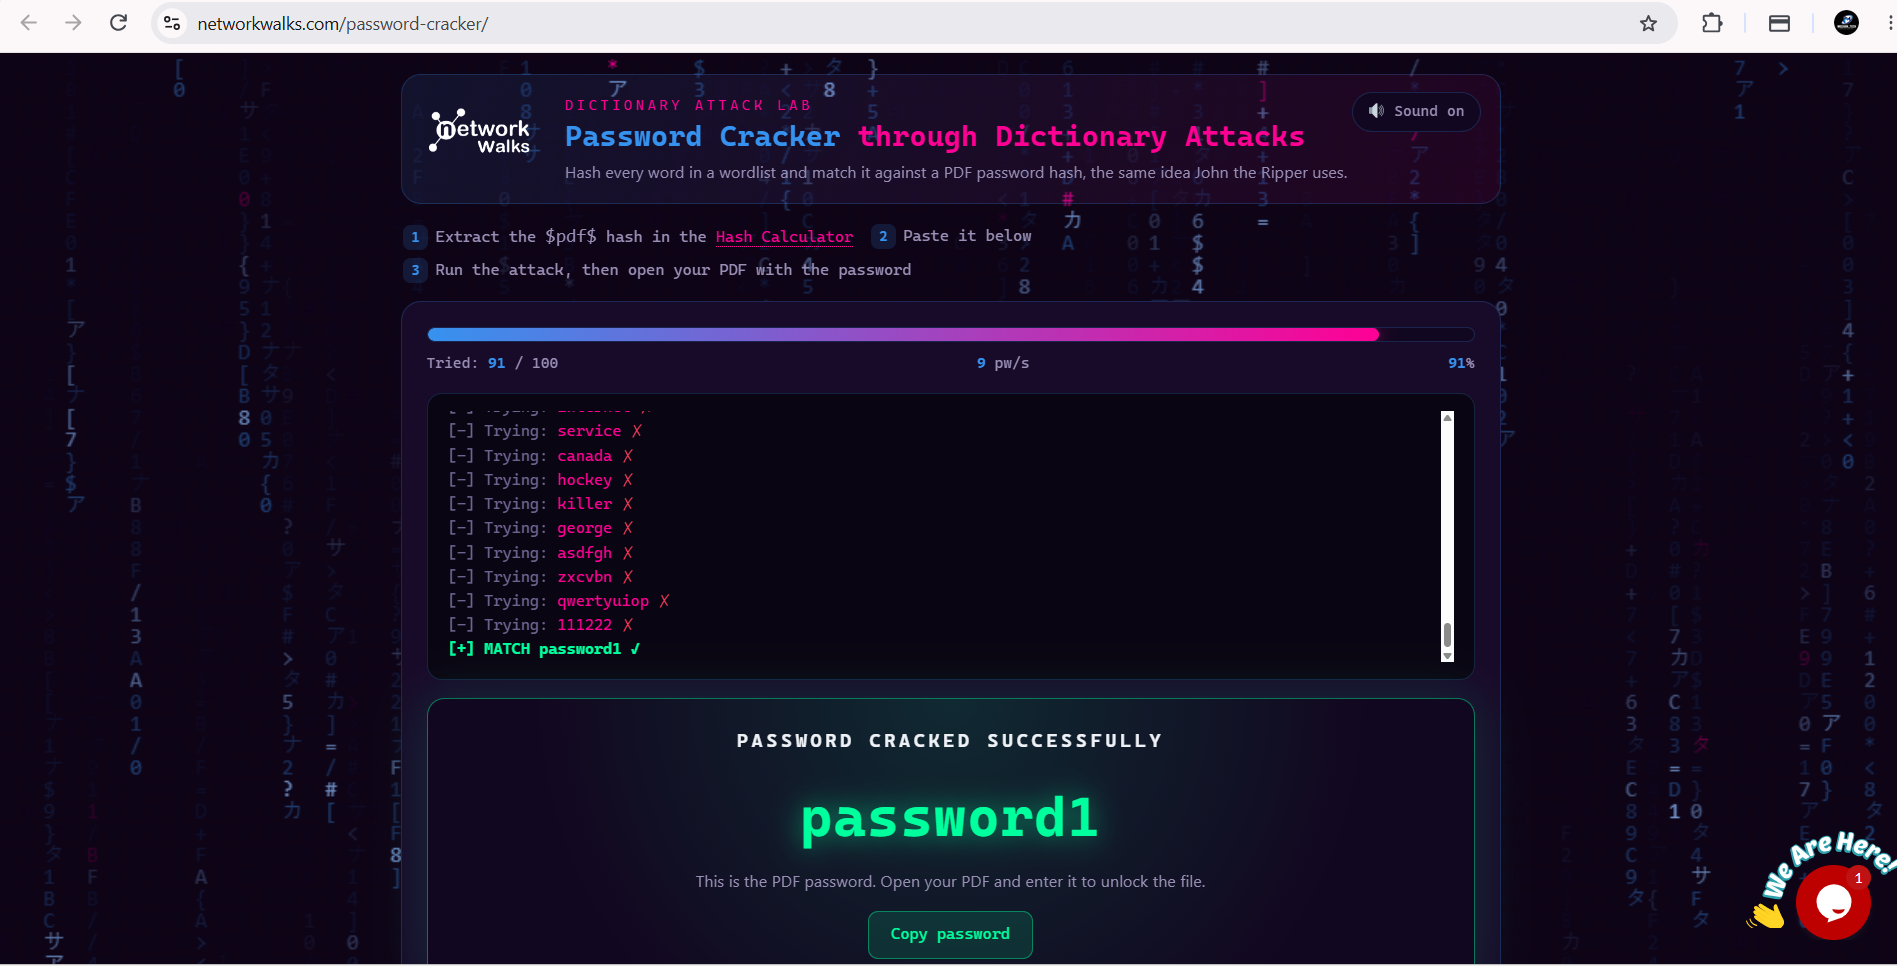 networkwalks.com/password-cracker/
network
Walks
DICTIONARY ATTACK LAB
Password Cracker through Dictionary Attacks
Hash every word in a wordlist and match it against a PDF password hash, the same idea John the Ripper uses.
Sound on
1 Extract the $pdf$ hash in the Hash Calculator 2 Paste it below
3 Run the attack, then open your PDF with the password
Tried: 91 / 100 9 pw/s 91%
[-] Trying: service ✗
[-] Trying: canada ✗
[-] Trying: hockey ✗
[-] Trying: killer ✗
[-] Trying: george ✗
[-] Trying: asdfgh ✗
[-] Trying: zxcvbn ✗
[-] Trying: qwertyuiop ✗
[-] Trying: 111222 ✗
[+] MATCH password1 ✓
PASSWORD CRACKED SUCCESSFULLY
password1
This is the PDF password. Open your PDF and enter it to unlock the file.
Copy password
We Are Here!
1